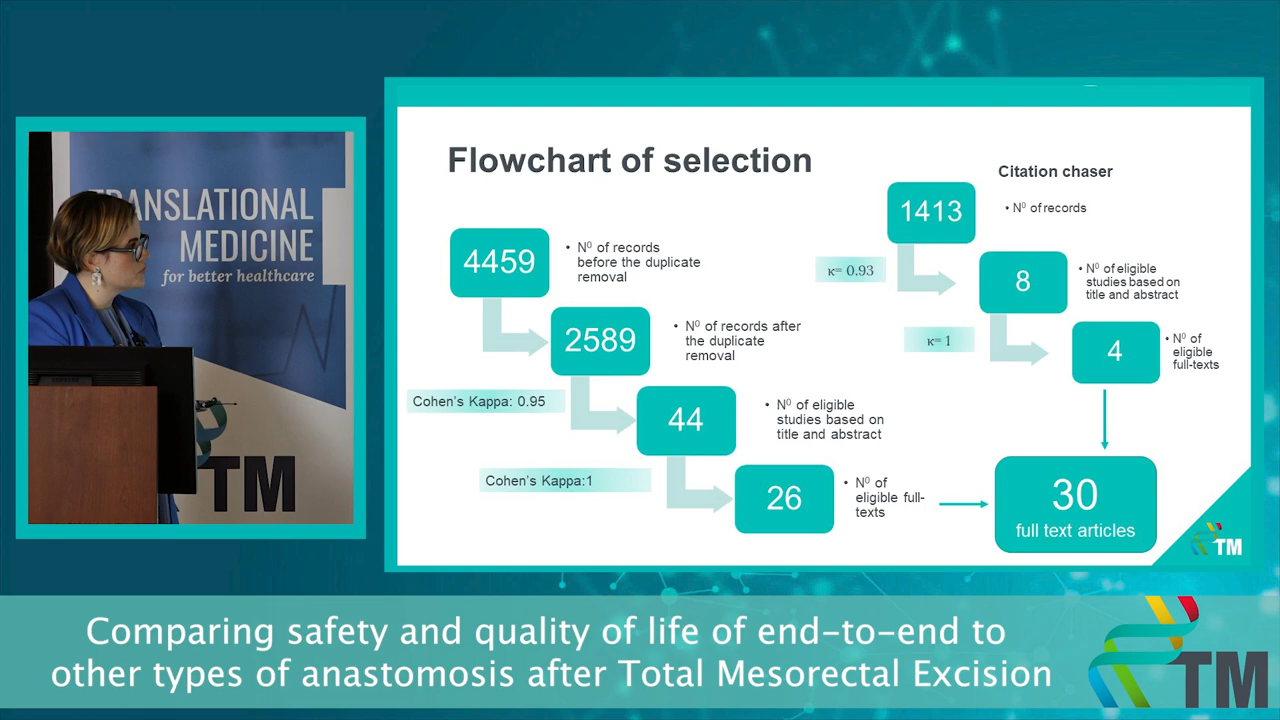 TRANSLATIONAL
MEDICINE
for better healthcare
TM
Flowchart of selection
4459
• N⁰ of records
before the duplicate
removal
2589
• N⁰ of records after
the duplicate
removal
Cohen’s Kappa: 0.95
44
• N⁰ of eligible
studies based on
title and abstract
Cohen’s Kappa:1
26
• N⁰ of
eligible full-
texts
Citation chaser
1413
• N⁰ of records
κ= 0.93
8
• N⁰ of eligible
studies based on
title and abstract
κ= 1
4
• N⁰ of
eligible
full-texts
30
full text articles
TM
Comparing safety and quality of life of end-to-end to
other types of anastomosis after Total Mesorectal Excision
TM